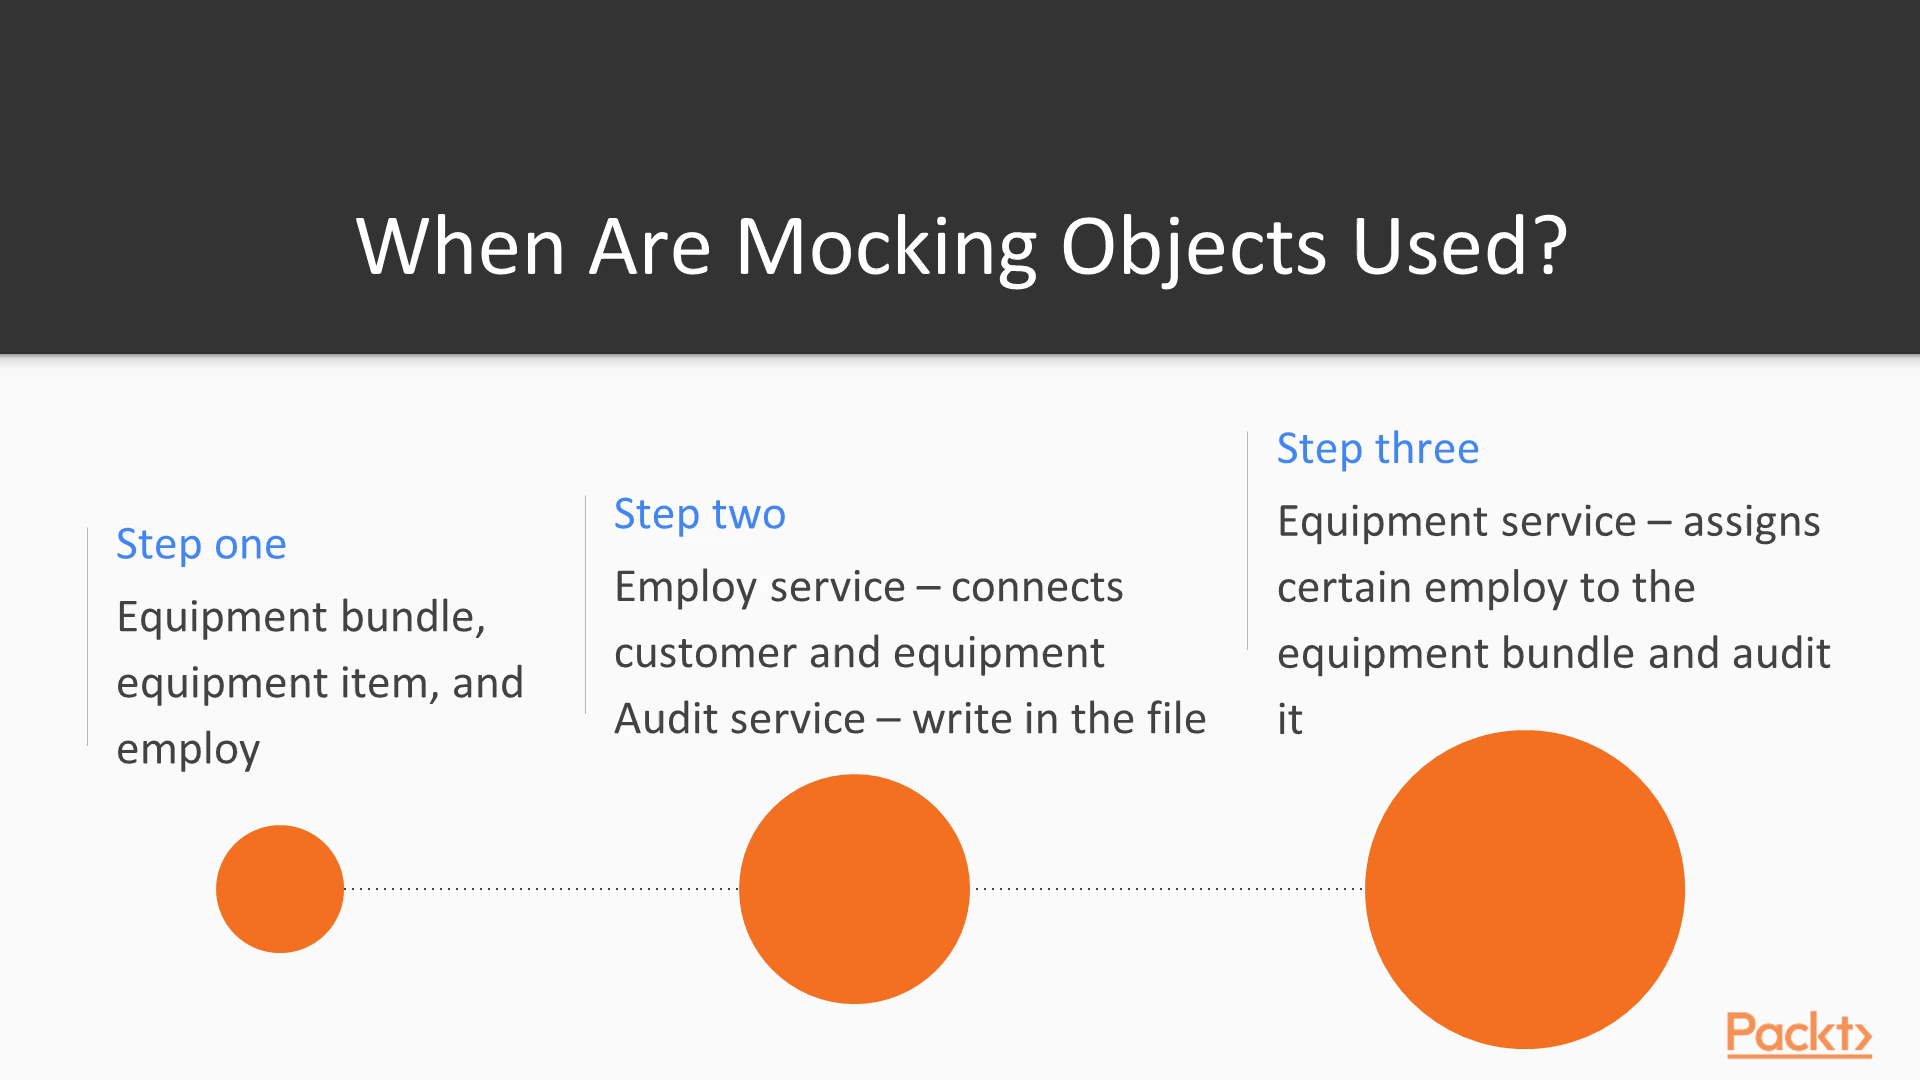 When Are Mocking Objects Used?
Step one
Equipment bundle,
equipment item, and
employ
Step two
Employ service – connects
customer and equipment
Audit service – write in the file
Step three
Equipment service – assigns
certain employ to the
equipment bundle and audit
it
Packt>